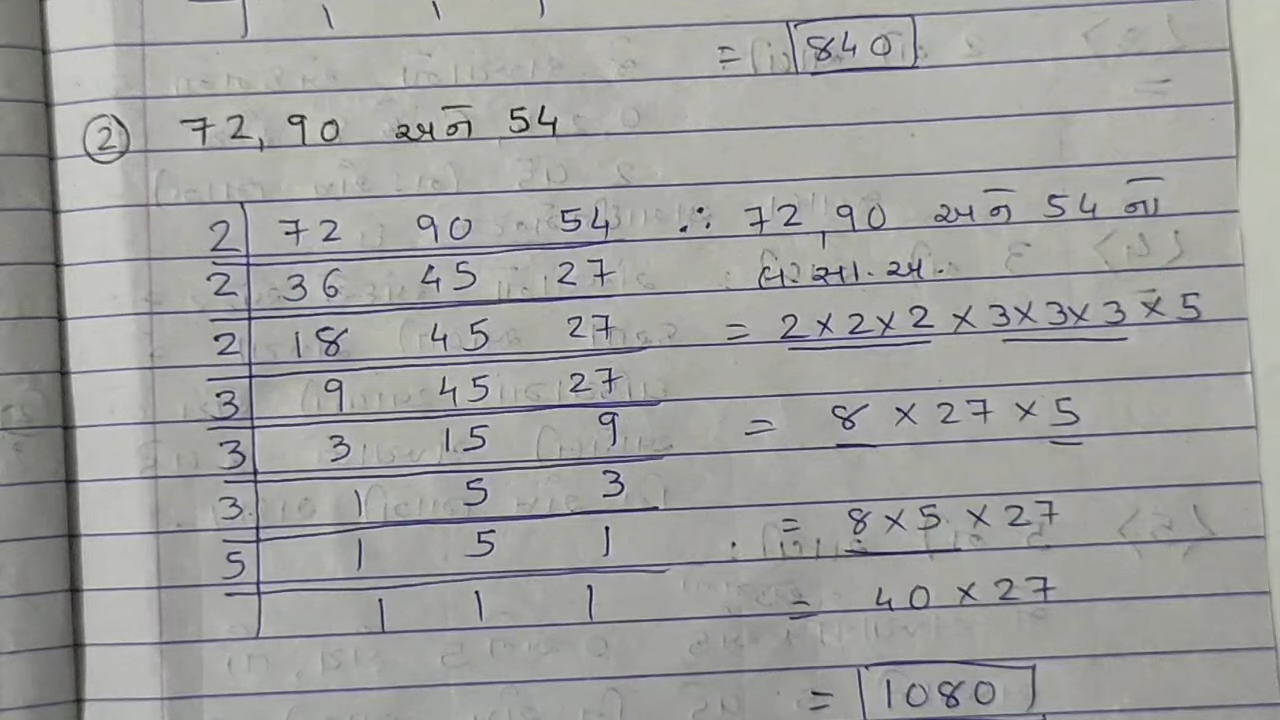 = 840
② 72, 90 અને 54
2 | 72 90 54 ∴ 72, 90 અને 54 ના
2 | 36 45 27 લ. સા. અ.
2 | 18 45 27 = 2 × 2 × 2 × 3 × 3 × 3 × 5
3 | 9 45 27
3 | 3 15 9 = 8 × 27 × 5
3 | 1 5 3
5 | 1 5 1 = 8 × 5 × 27
1 1 1 = 40 × 27
= 1080